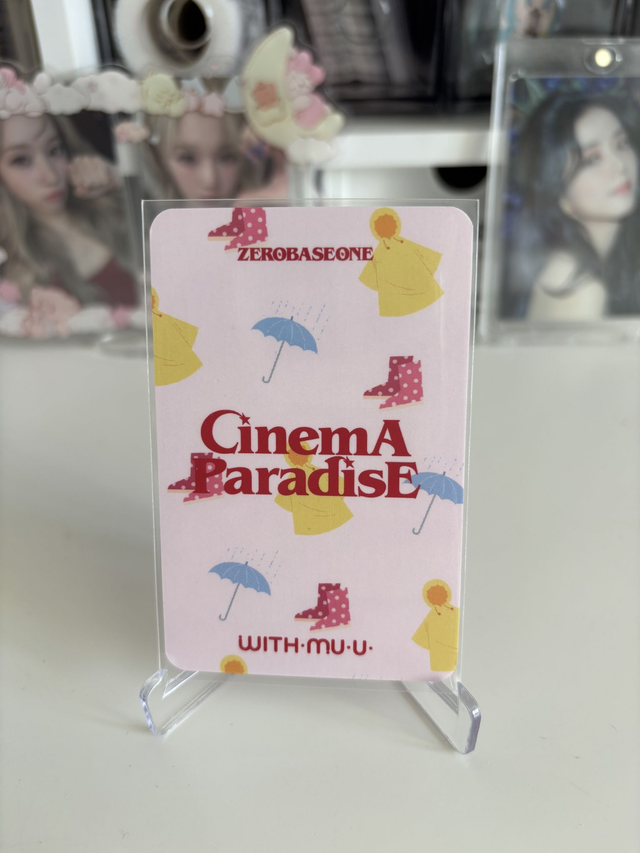 ZEROBASEONE
CinemA
ParadisE
WITH·MU·U·